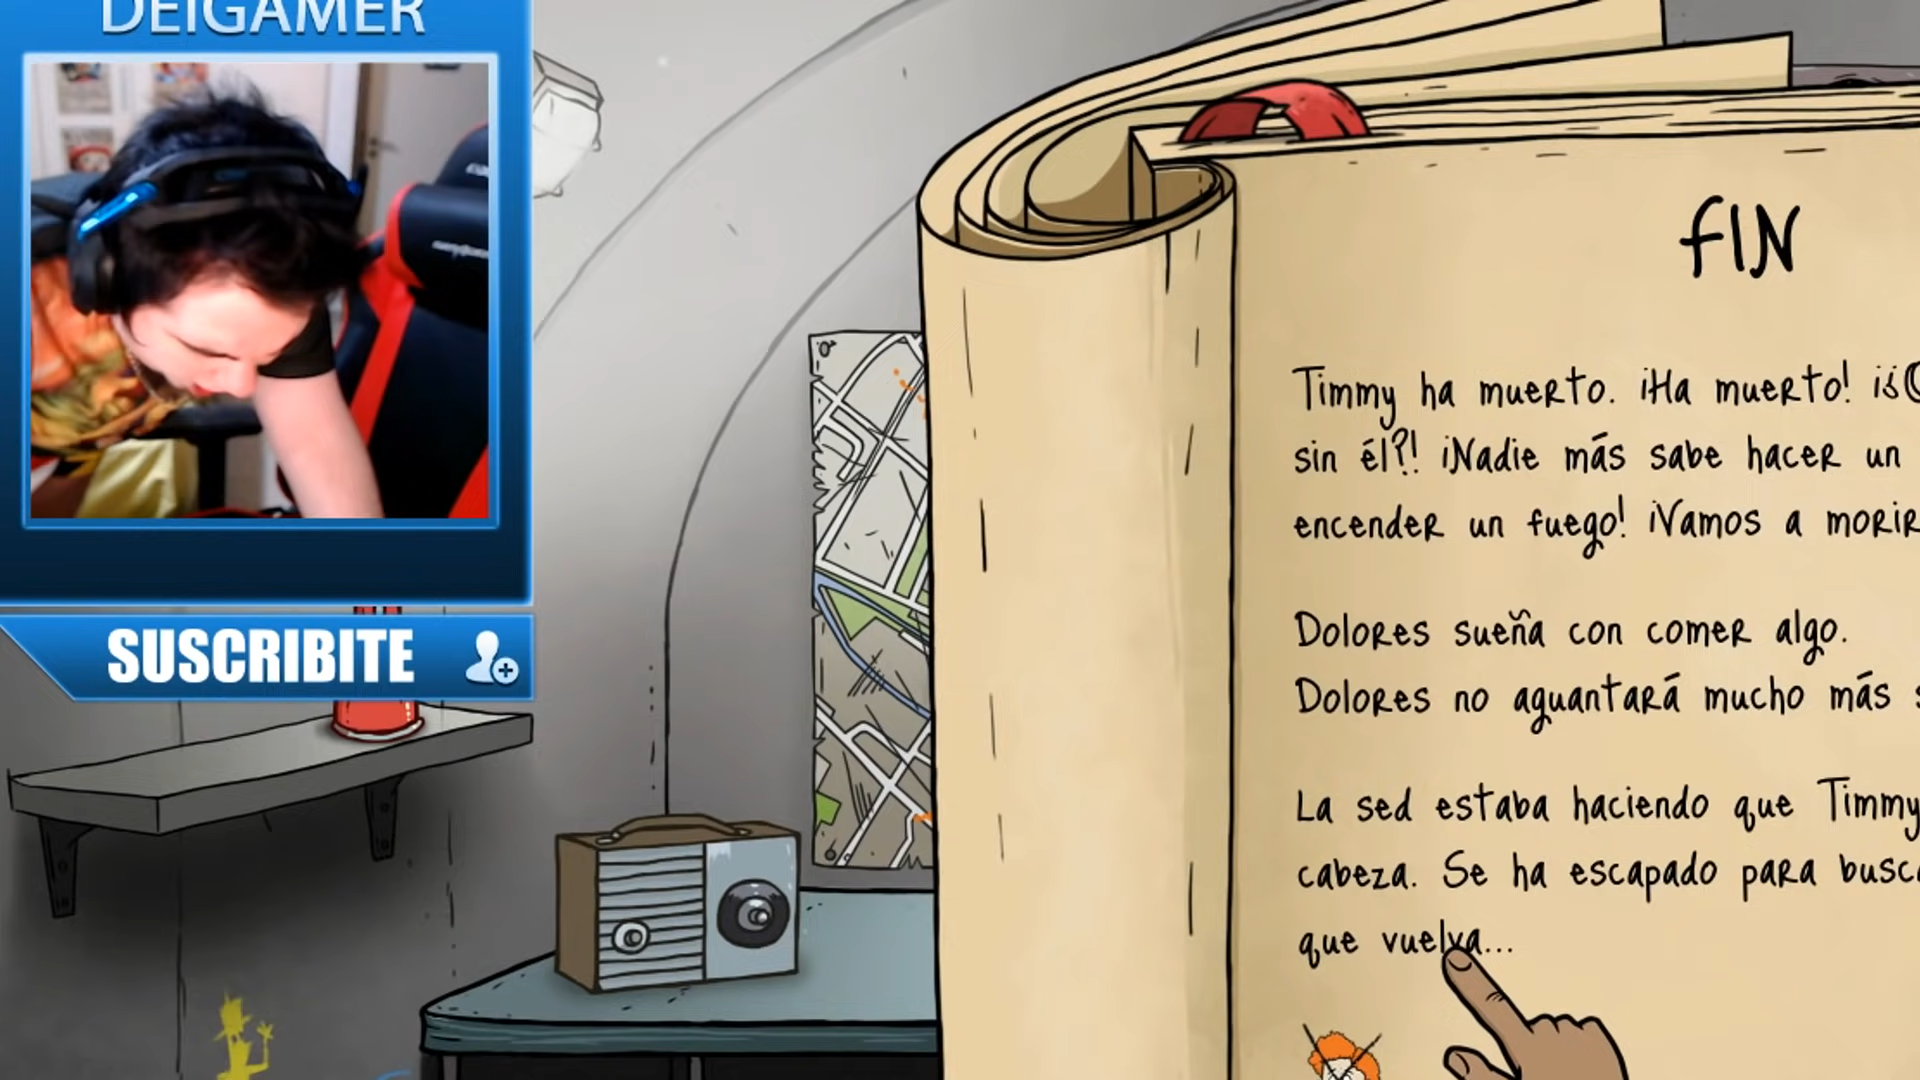 DEIGAMER
SUSCRIBITE
FIN
Timmy ha muerto. ¡Ha muerto!
sin él?! ¡Nadie más sabe hacer un
encender un fuego! ¡Vamos a morir
Dolores sueña con comer algo.
Dolores no aguantará mucho más s
La sed estaba haciendo que Timmy
cabeza. Se ha escapado para busc
que vuelva...